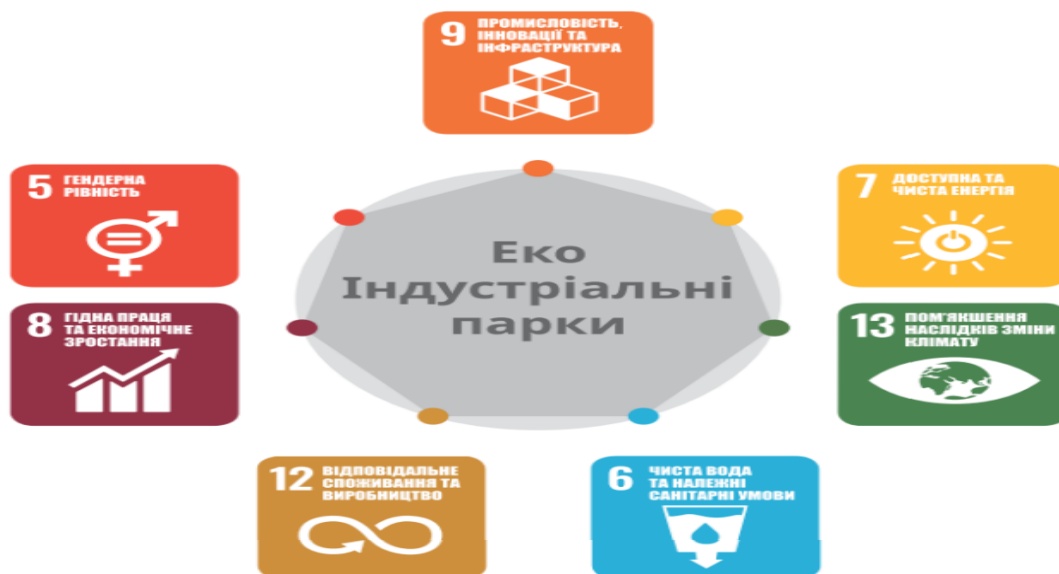 9 ПРОМИСЛОВІСТЬ,
ІННОВАЦІЇ ТА
ІНФРАСТРУКТУРА
5 ГЕНДЕРНА
РІВНІСТЬ
7 ДОСТУПНА ТА
ЧИСТА ЕНЕРГІЯ
Еко
Індустріальні
парки
8 ГІДНА ПРАЦЯ
ТА ЕКОНОМІЧНЕ
ЗРОСТАННЯ
13 ПОМ'ЯКШЕННЯ
НАСЛІДКІВ ЗМІНИ
КЛІМАТУ
12 ВІДПОВІДАЛЬНЕ
СПОЖИВАННЯ ТА
ВИРОБНИЦТВО
6 ЧИСТА ВОДА
ТА НАЛЕЖНІ
САНІТАРНІ УМОВИ